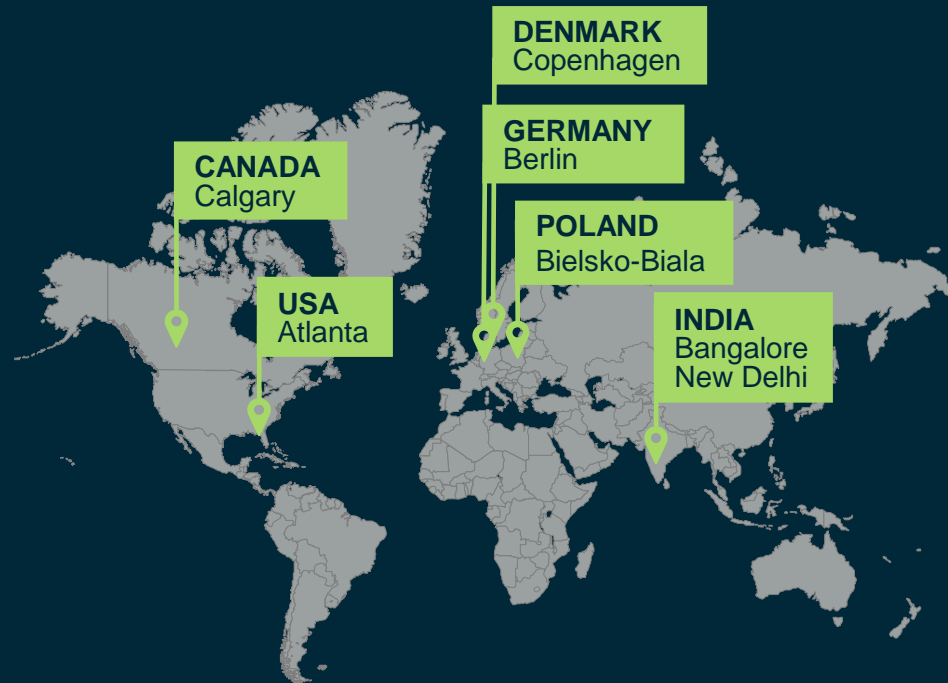 DENMARK
Copenhagen
GERMANY
Berlin
CANADA
Calgary
POLAND
Bielsko-Biala
USA
Atlanta
INDIA
Bangalore
New Delhi